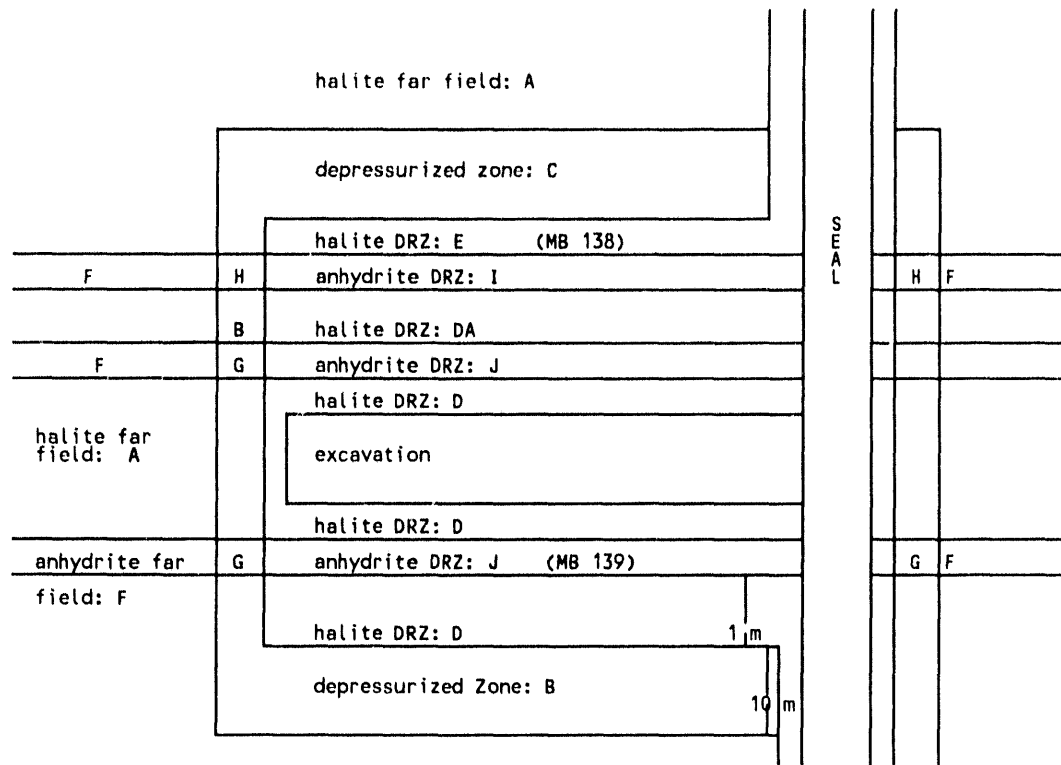 halite far field: A
depressurized zone: C
halite DRZ: E (MB 138)
SEAL
F H anhydrite DRZ: I H F
B halite DRZ: DA
F G anhydrite DRZ: J
halite DRZ: D
halite far
field: A
excavation
halite DRZ: D
anhydrite far G anhydrite DRZ: J (MB 139) G F
field: F
halite DRZ: D 1 m
depressurized Zone: B
10 m